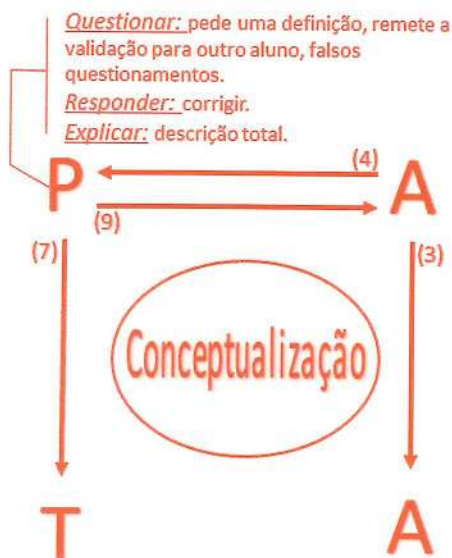 Questionar: pede uma definição, remete a
validação para outro aluno, falsos
questionamentos.
Responder: corrigir.
Explicar: descrição total.
(4)
P A
(9)
(7) (3)
Conceptualização
T A